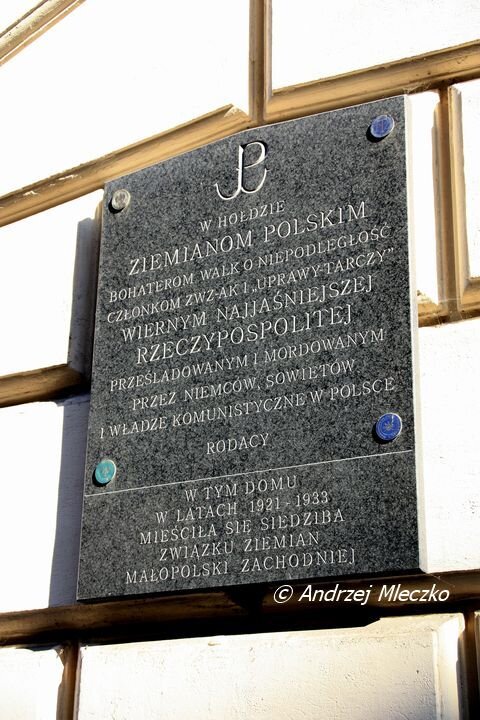 W HOŁDZIE
ZIEMIANOM POLSKIM
BOHATEROM WALK O NIEPODLEGŁOŚĆ
CZŁONKOM ZWZ-AK I „UPRAWY-TARCZY”
WIERNYM NAJJAŚNIEJSZEJ
RZECZYPOSPOLITEJ
PRZEŚLADOWANYM I MORDOWANYM
PRZEZ NIEMCÓW, SOWIETÓW
I WŁADZE KOMUNISTYCZNE W POLSCE
RODACY
W TYM DOMU
W LATACH 1921 - 1933
MIEŚCIŁA SIĘ SIEDZIBA
ZWIĄZKU ZIEMIAN
MAŁOPOLSKI ZACHODNIEJ
© Andrzej Mleczko